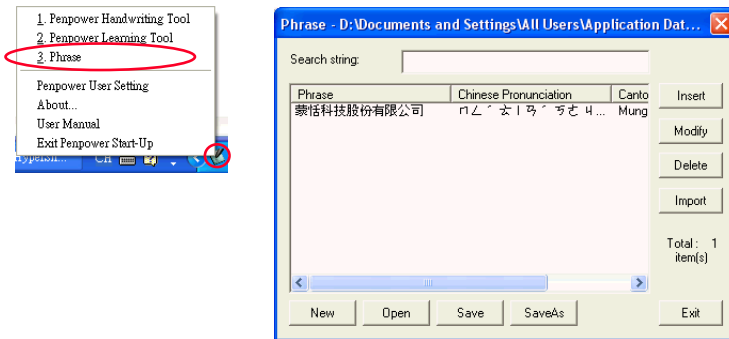 1. Penpower Handwriting Tool
2. Penpower Learning Tool
3. Phrase
Penpower User Setting
About...
User Manual
Exit Penpower Start-Up
CH
Phrase - D:\Documents and Settings\All Users\Application Dat...
Search string:
Phrase Chinese Pronunciation Canto
蒙恬科技股份有限公司 ㄇㄥˊ ㄊㄧㄢˊ ㄎㄜ ㄐ... Mung
Insert
Modify
Delete
Import
Total : 1
item(s)
New Open Save SaveAs Exit